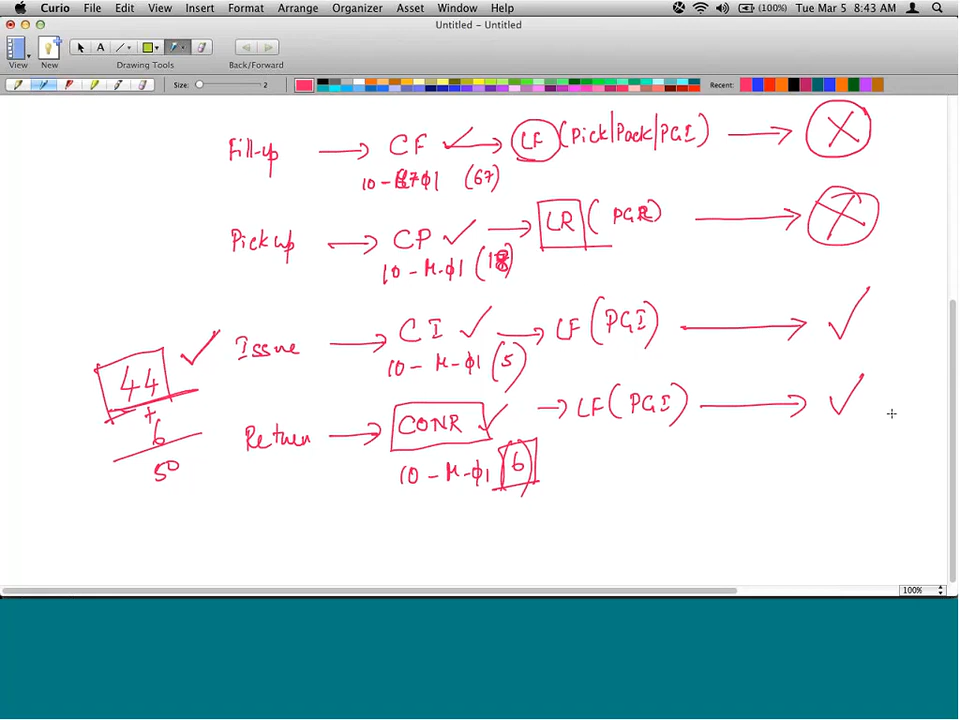 Curio File Edit View Insert Format Arrange Organizer Asset Window Help (100%) Tue Mar 5 8:43 AM
Untitled – Untitled
View New Drawing Tools Back/Forward
Size: 2 Recent:
Fill-up → CF ✓ → LF (Pick|Pack|PGI) → X
10 - M-φ1 (67)
Pick up → CP ✓ → LR (PGR) → X
10 - M-φ1 (18)
Issue → CI ✓ → LF (PGI) → ✓
10 - M-φ1 (5)
44 ✓
+
6
50
Return → CONR ✓ → LF (PGI) → ✓
10 - M-φ1 (6)
100%